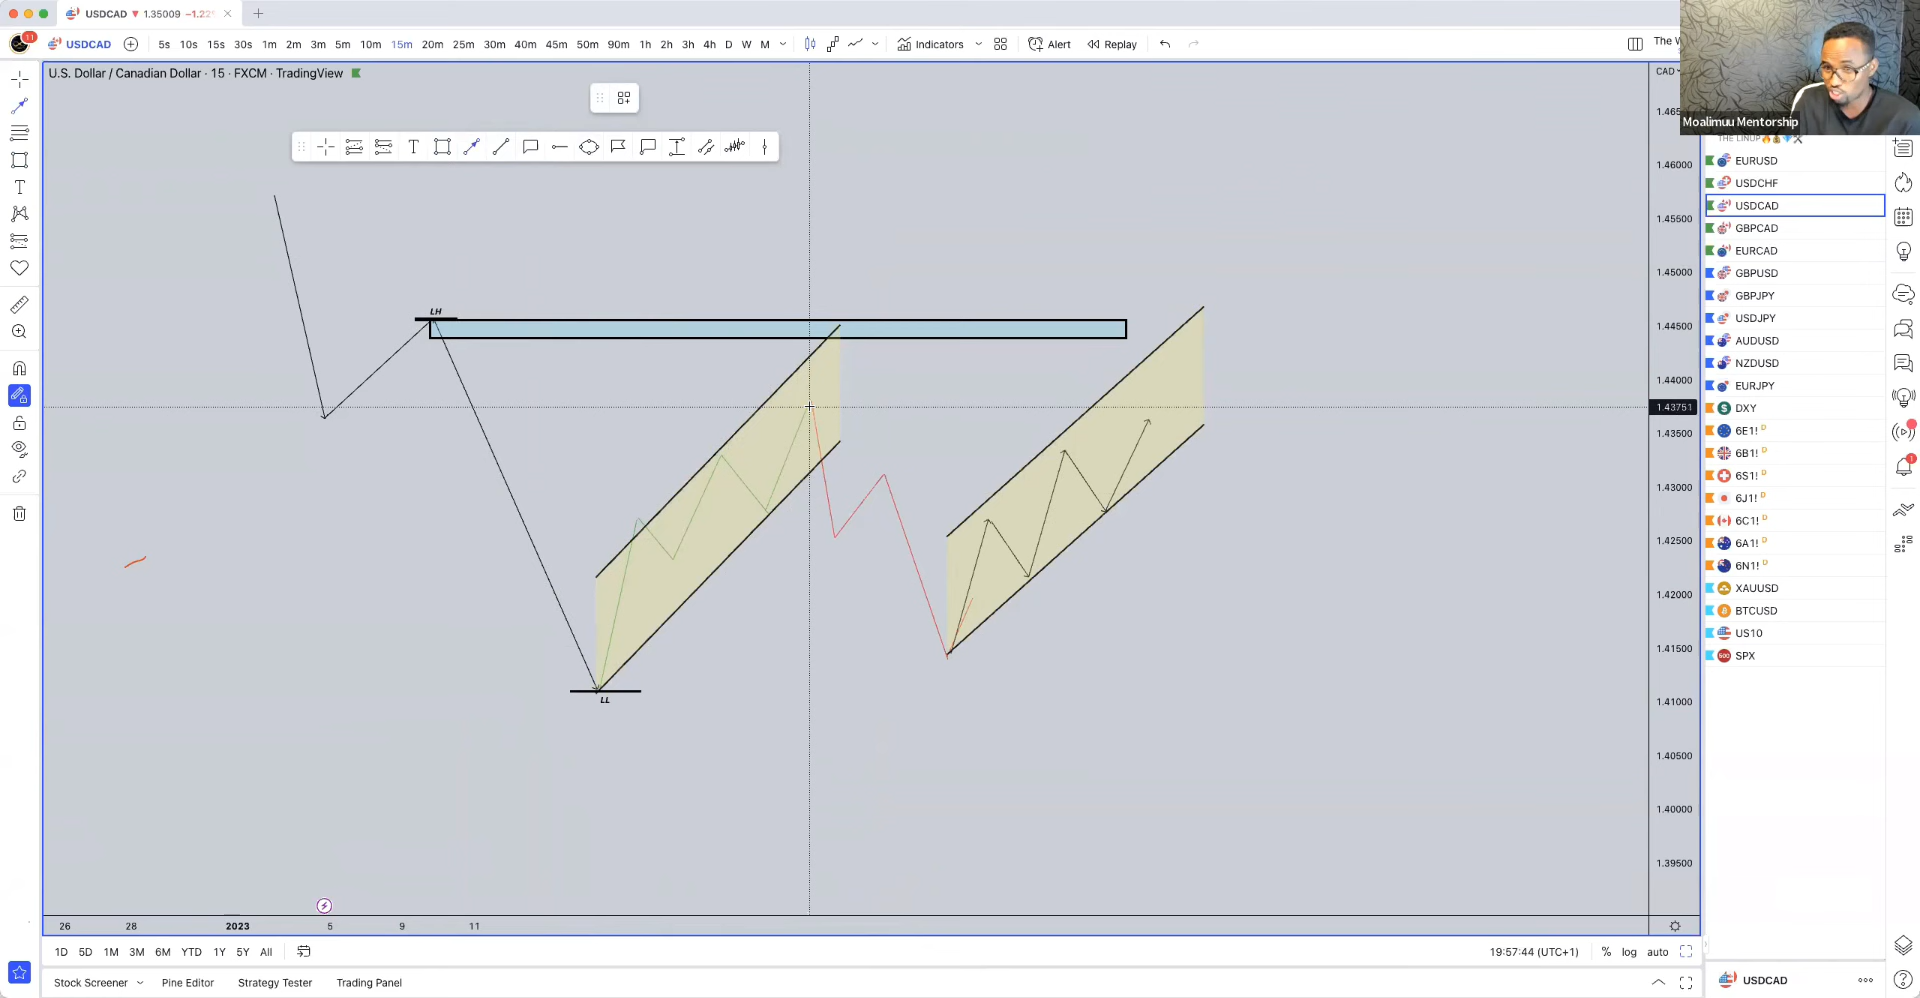 USDCAD ▼ 1.35009 −1.22
11 USDCAD 5s 10s 15s 30s 1m 2m 3m 5m 10m 15m 20m 25m 30m 40m 45m 50m 90m 1h 2h 3h 4h D W M Indicators Alert Replay The
U.S. Dollar / Canadian Dollar · 15 · FXCM · TradingView
CAD
Moalimuu Mentorship
THE LINUP
EURUSD
USDCHF
USDCAD
GBPCAD
EURCAD
GBPUSD
GBPJPY
USDJPY
AUDUSD
NZDUSD
EURJPY
DXY
6E1! D
6B1! D
6S1! D
6J1! D
6C1! D
6A1! D
6N1! D
XAUUSD
BTCUSD
US10
SPX
1.46000
1.45500
1.45000
1.44500
1.44000
1.43751
1.43500
1.43000
1.42500
1.42000
1.41500
1.41000
1.40500
1.40000
1.39500
LH
LL
26 28 2023 5 9 11
1D 5D 1M 3M 6M YTD 1Y 5Y All 19:57:44 (UTC+1) % log auto
Stock Screener Pine Editor Strategy Tester Trading Panel
USDCAD